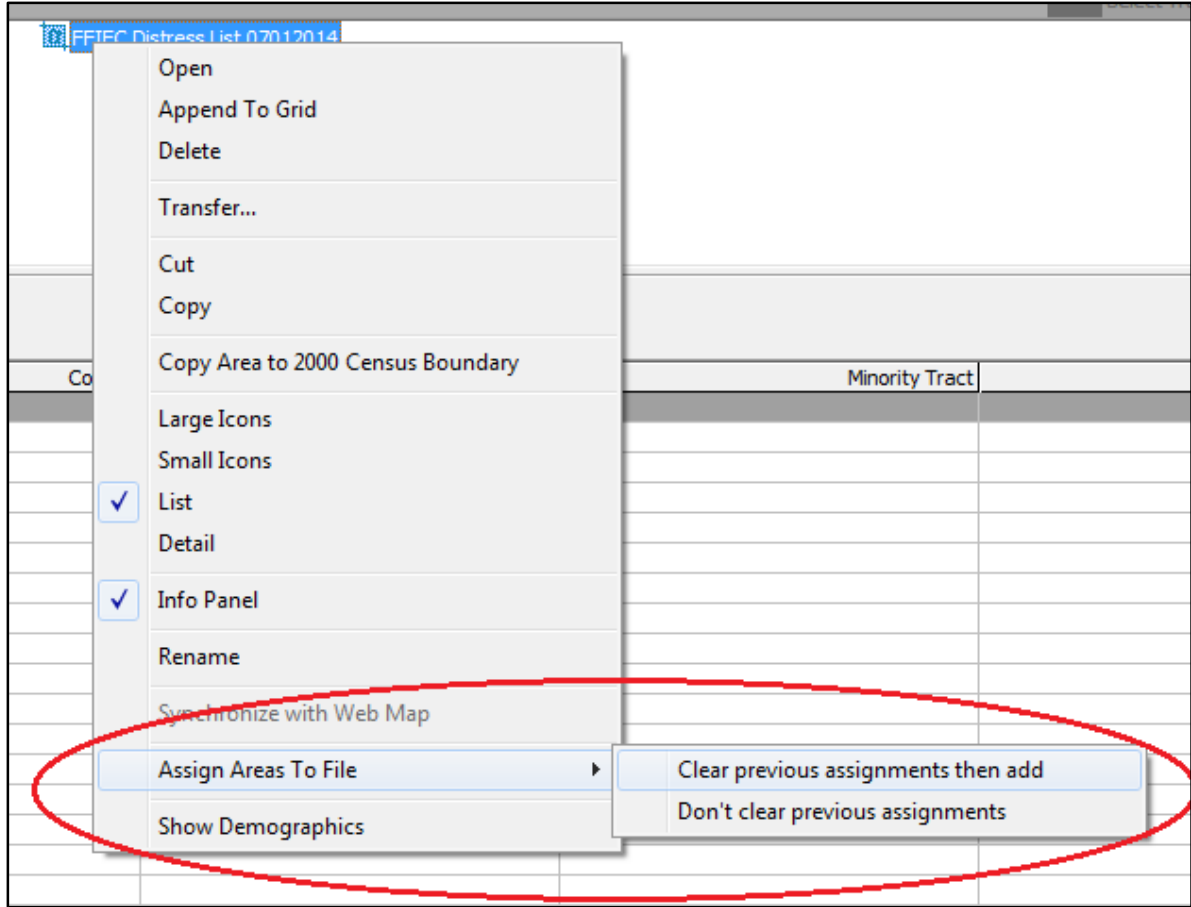 FFIEC Distress List 07012014
Open
Append To Grid
Delete
Transfer...
Cut
Copy
Copy Area to 2000 Census Boundary
Co
Minority Tract
Large Icons
Small Icons
List
Detail
Info Panel
Rename
Synchronize with Web Map
Assign Areas To File
Clear previous assignments then add
Don't clear previous assignments
Show Demographics